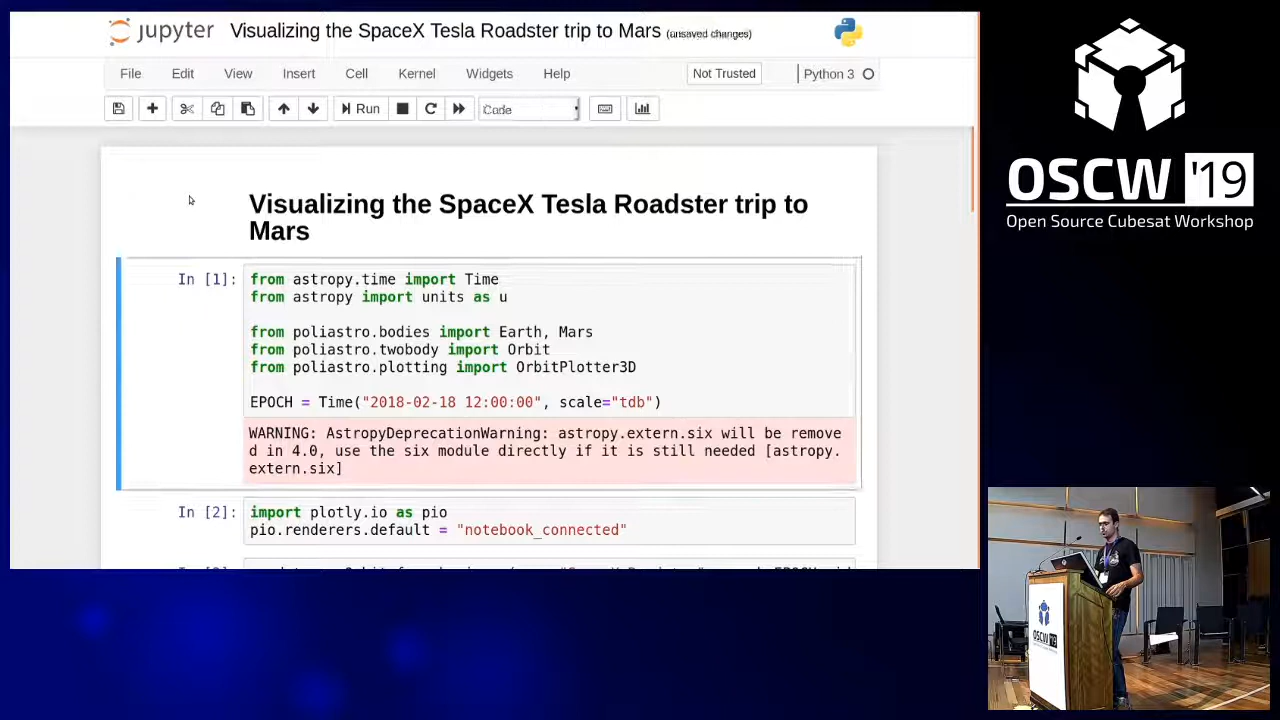 jupyter Visualizing the SpaceX Tesla Roadster trip to Mars (unsaved changes)
File Edit View Insert Cell Kernel Widgets Help Not Trusted Python 3
Run Code
Visualizing the SpaceX Tesla Roadster trip to
Mars
In [1]:
from astropy.time import Time
from astropy import units as u
from poliastro.bodies import Earth, Mars
from poliastro.twobody import Orbit
from poliastro.plotting import OrbitPlotter3D
EPOCH = Time("2018-02-18 12:00:00", scale="tdb")
WARNING: AstropyDeprecationWarning: astropy.extern.six will be remove
d in 4.0, use the six module directly if it is still needed [astropy.
extern.six]
In [2]:
import plotly.io as pio
pio.renderers.default = "notebook_connected"
OSCW '19
Open Source Cubesat Workshop
OSCW